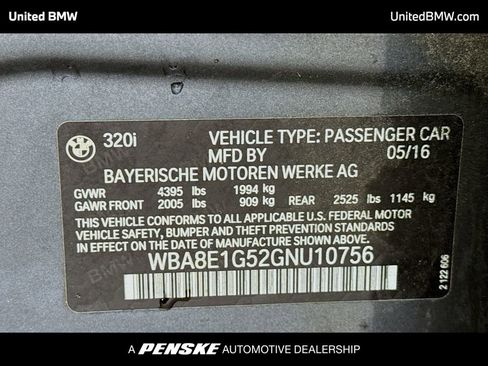 United BMW
UnitedBMW.com
320i VEHICLE TYPE: PASSENGER CAR
MFD BY 05/16
BAYERISCHE MOTOREN WERKE AG
GVWR 4395 lbs 1994 kg
GAWR FRONT 2005 lbs 909 kg REAR 2525 lbs 1145 kg
THIS VEHICLE CONFORMS TO ALL APPLICABLE U.S. FEDERAL MOTOR
VEHICLE SAFETY, BUMPER AND THEFT PREVENTION STANDARDS
IN EFFECT ON THE DATE OF MANUFACTURE SHOWN ABOVE.
WBA8E1G52GNU10756
2 122 606
A PENSKE AUTOMOTIVE DEALERSHIP